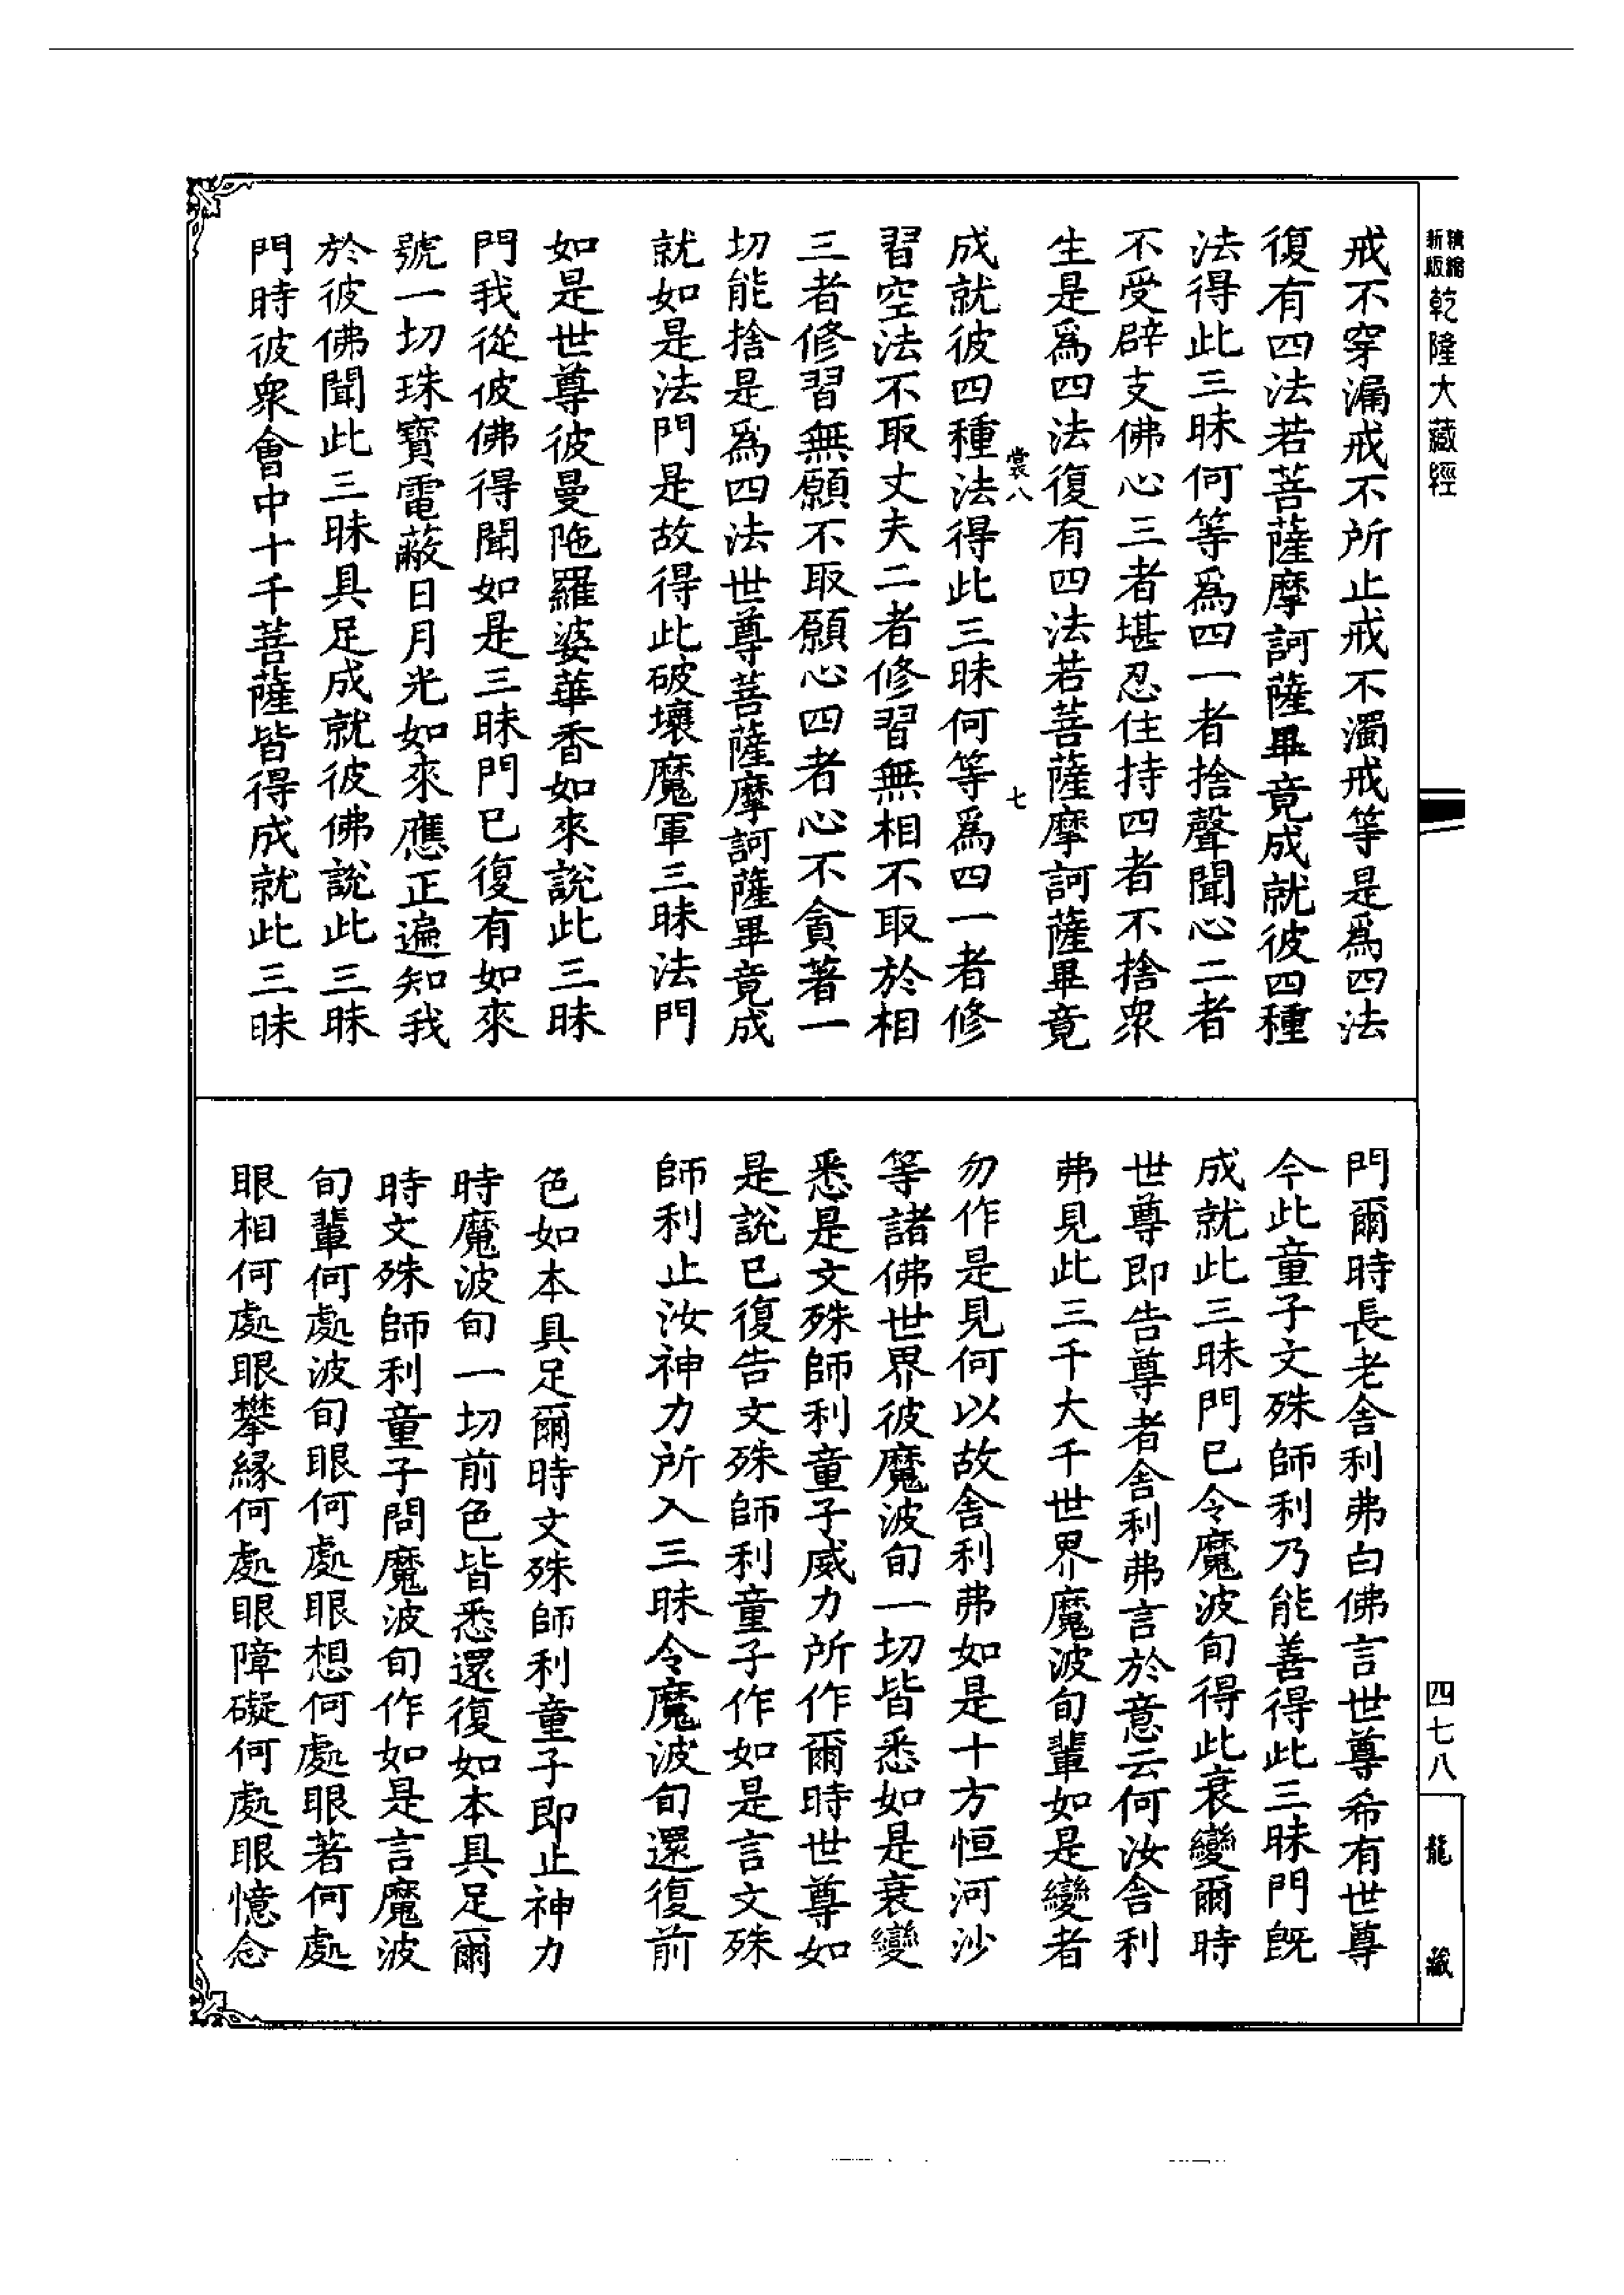 精縮
新版
乾隆大藏經
戒不穿漏戒不所止戒不濁戒等是爲四法
復有四法若菩薩摩訶薩畢竟成就彼四種
法得此三昧何等爲四一者捨聲聞心二者
不受辟支佛心三者堪忍住持四者不捨衆
生是爲四法復有四法若菩薩摩訶薩畢竟
裳八 七
成就彼四種法得此三昧何等爲四一者修
習空法不取丈夫二者修習無相不取於相
三者修習無願不取願心四者心不貪著一
切能捨是爲四法世尊菩薩摩訶薩畢竟成
就如是法門是故得此破壞魔軍三昧法門
如是世尊彼曼陁羅婆華香如來說此三昧
門我從彼佛得聞如是三昧門已復有如來
號一切珠寶電蔽日月光如來應正遍知我
於彼佛聞此三昧具足成就彼佛說此三昧
門時彼衆會中十千菩薩皆得成就此三昧
門爾時長老舍利弗白佛言世尊希有世尊
今此童子文殊師利乃能善得此三昧門旣
成就此三昧門已令魔波旬得此衰變爾時
世尊即告尊者舍利弗言於意云何汝舍利
弗見此三千大千世界魔波旬輩如是變者
勿作是見何以故舍利弗如是十方恒河沙
等諸佛世界彼魔波旬一切皆悉如是衰變
悉是文殊師利童子威力所作爾時世尊如
是說已復告文殊師利童子作如是言文殊
師利止汝神力所入三昧令魔波旬還復前
色如本具足爾時文殊師利童子即止神力
時魔波旬一切前色皆悉還復如本具足爾
時文殊師利童子問魔波旬作如是言魔波
旬輩何處波旬眼何處眼想何處眼著何處
眼相何處眼攀緣何處眼障礙何處眼憶念
四七八
龍藏